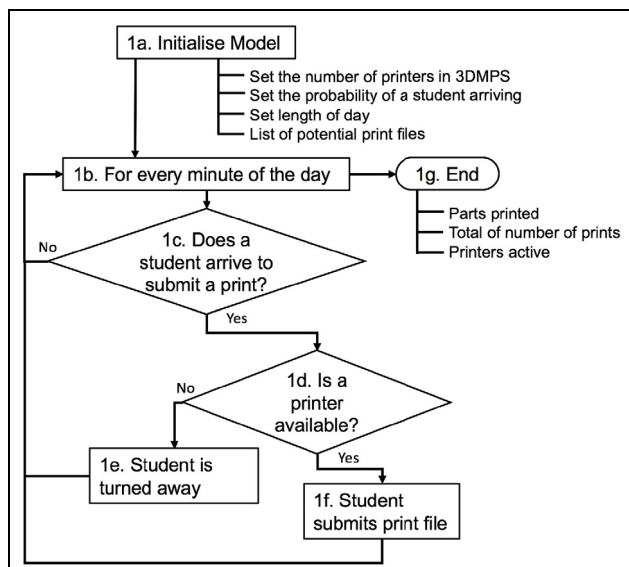 1a. Initialise Model
Set the number of printers in 3DMPS
Set the probability of a student arriving
Set length of day
List of potential print files
1b. For every minute of the day
1g. End
Parts printed
Total of number of prints
Printers active
No
1c. Does a
student arrive to
submit a print?
Yes
No
1d. Is a
printer
available?
Yes
1e. Student is
turned away
1f. Student
submits print file